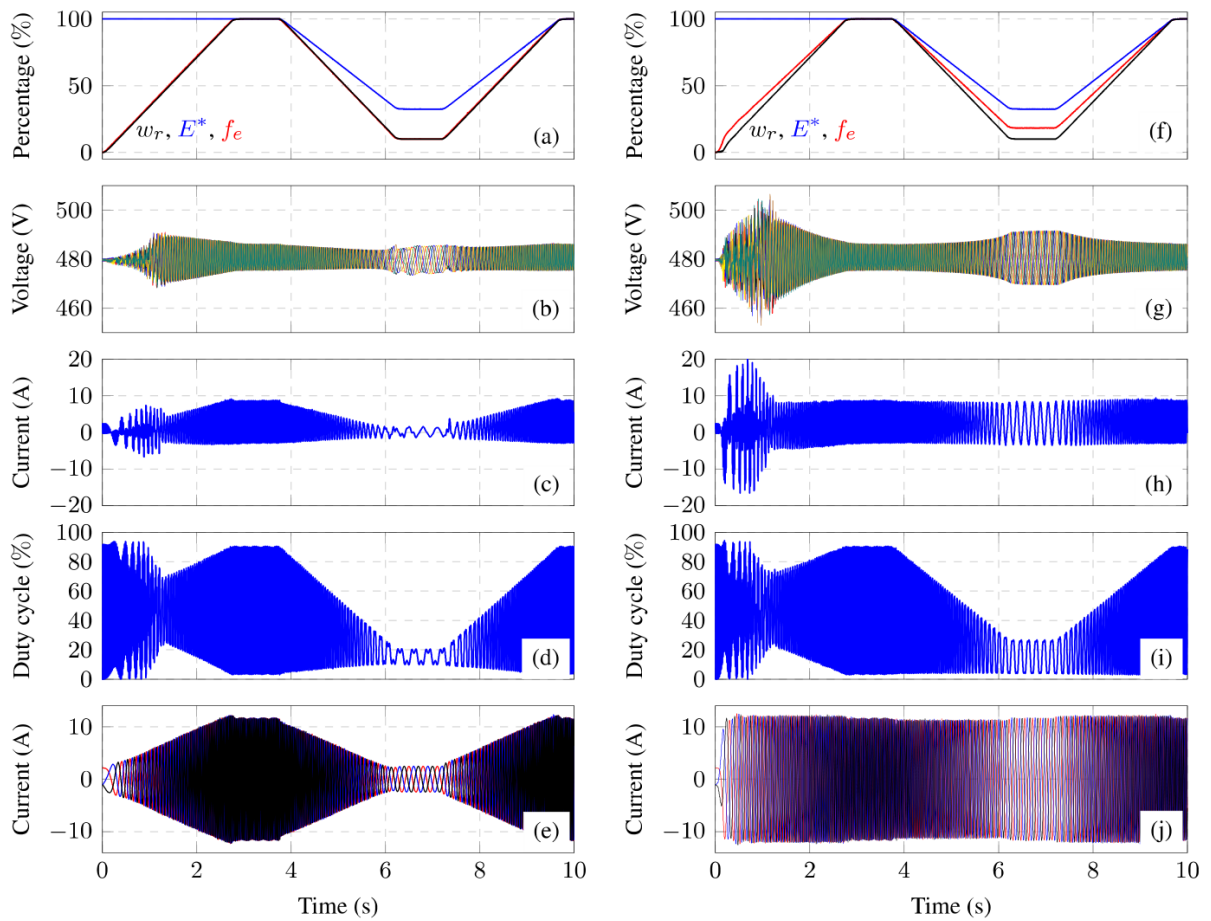 Percentage (%)
100
50
0
w_r, E*, f_e
(a)
Voltage (V)
500
480
460
(b)
Current (A)
20
10
0
−10
−20
(c)
Duty cycle (%)
100
80
60
40
20
0
(d)
Current (A)
10
0
−10
(e)
0 2 4 6 8 10
Time (s)
Percentage (%)
100
50
0
w_r, E*, f_e
(f)
Voltage (V)
500
480
460
(g)
Current (A)
20
10
0
−10
−20
(h)
Duty cycle (%)
100
80
60
40
20
0
(i)
Current (A)
10
0
−10
(j)
0 2 4 6 8 10
Time (s)